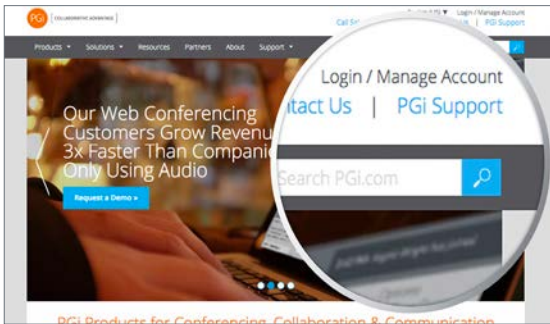 PGi [ COLLABORATIVE ADVANTAGE ]
Login / Manage Account
PGi Support
Products Solutions Resources Partners About Support
Login / Manage Account
tact Us | PGi Support
Search PGi.com
Our Web Conferencing
Customers Grow Revenu
3x Faster Than Companie
Only Using Audio
Request a Demo »
PGi Products for Conferencing, Collaboration & Communication